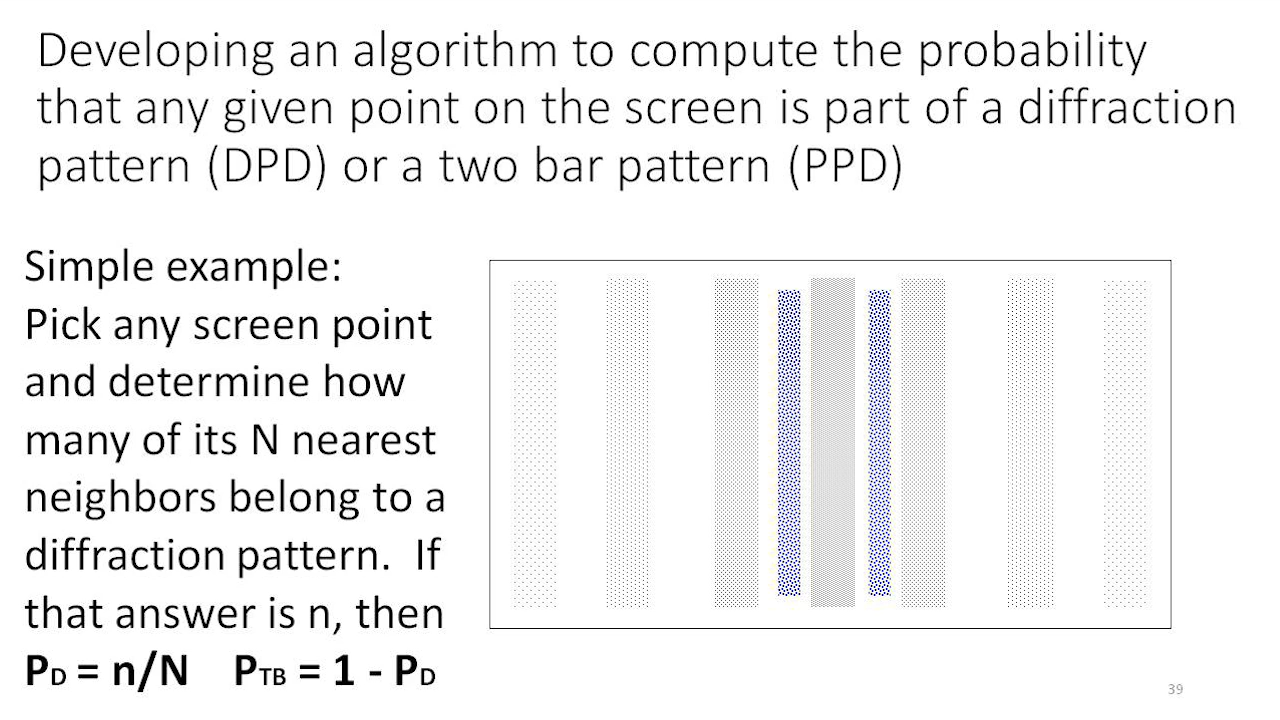 Developing an algorithm to compute the probability
that any given point on the screen is part of a diffraction
pattern (DPD) or a two bar pattern (PPD)
Simple example:
Pick any screen point
and determine how
many of its N nearest
neighbors belong to a
diffraction pattern.  If
that answer is n, then
PD = n/N    PTB = 1 - PD
39